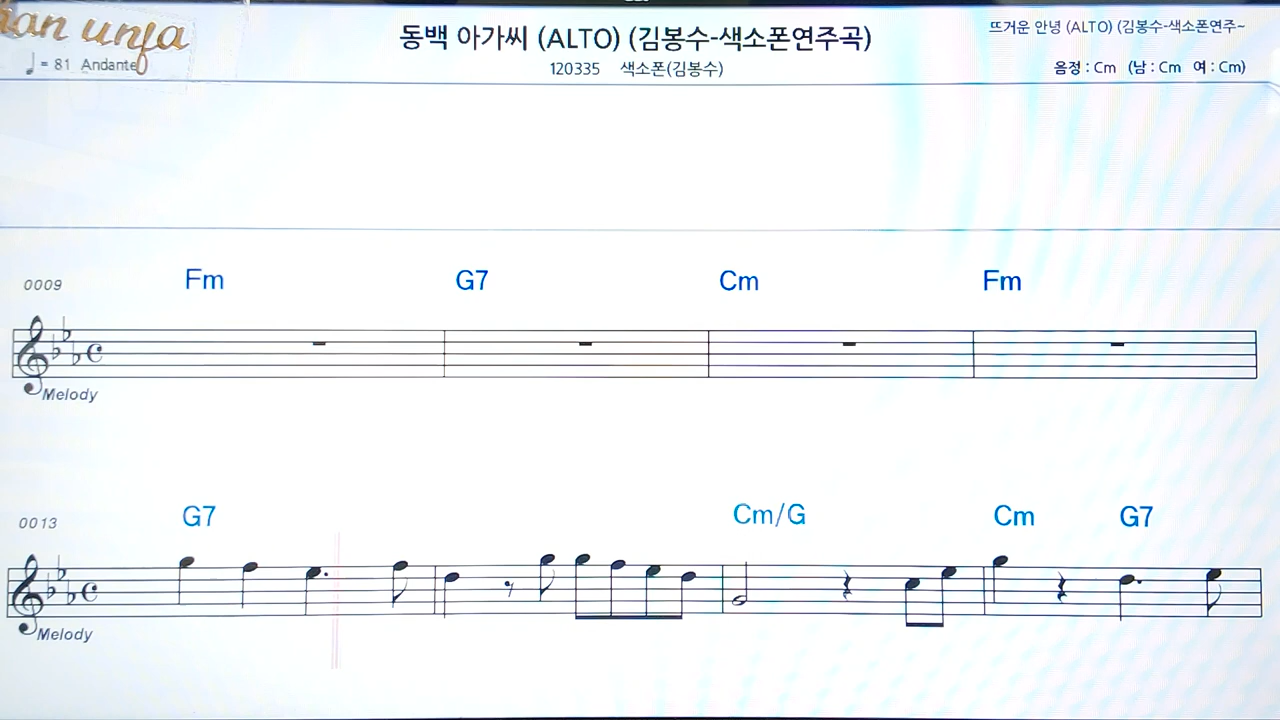 동백 아가씨 (ALTO) (김봉수-색소폰연주곡)
뜨거운 안녕 (ALTO) (김봉수-색소폰연주~
♩ = 81 Andante
120335 색소폰(김봉수)
음정 : Cm (남 : Cm 여 : Cm)
0009 Fm G7 Cm Fm
Melody
0013 G7 Cm/G Cm G7
Melody